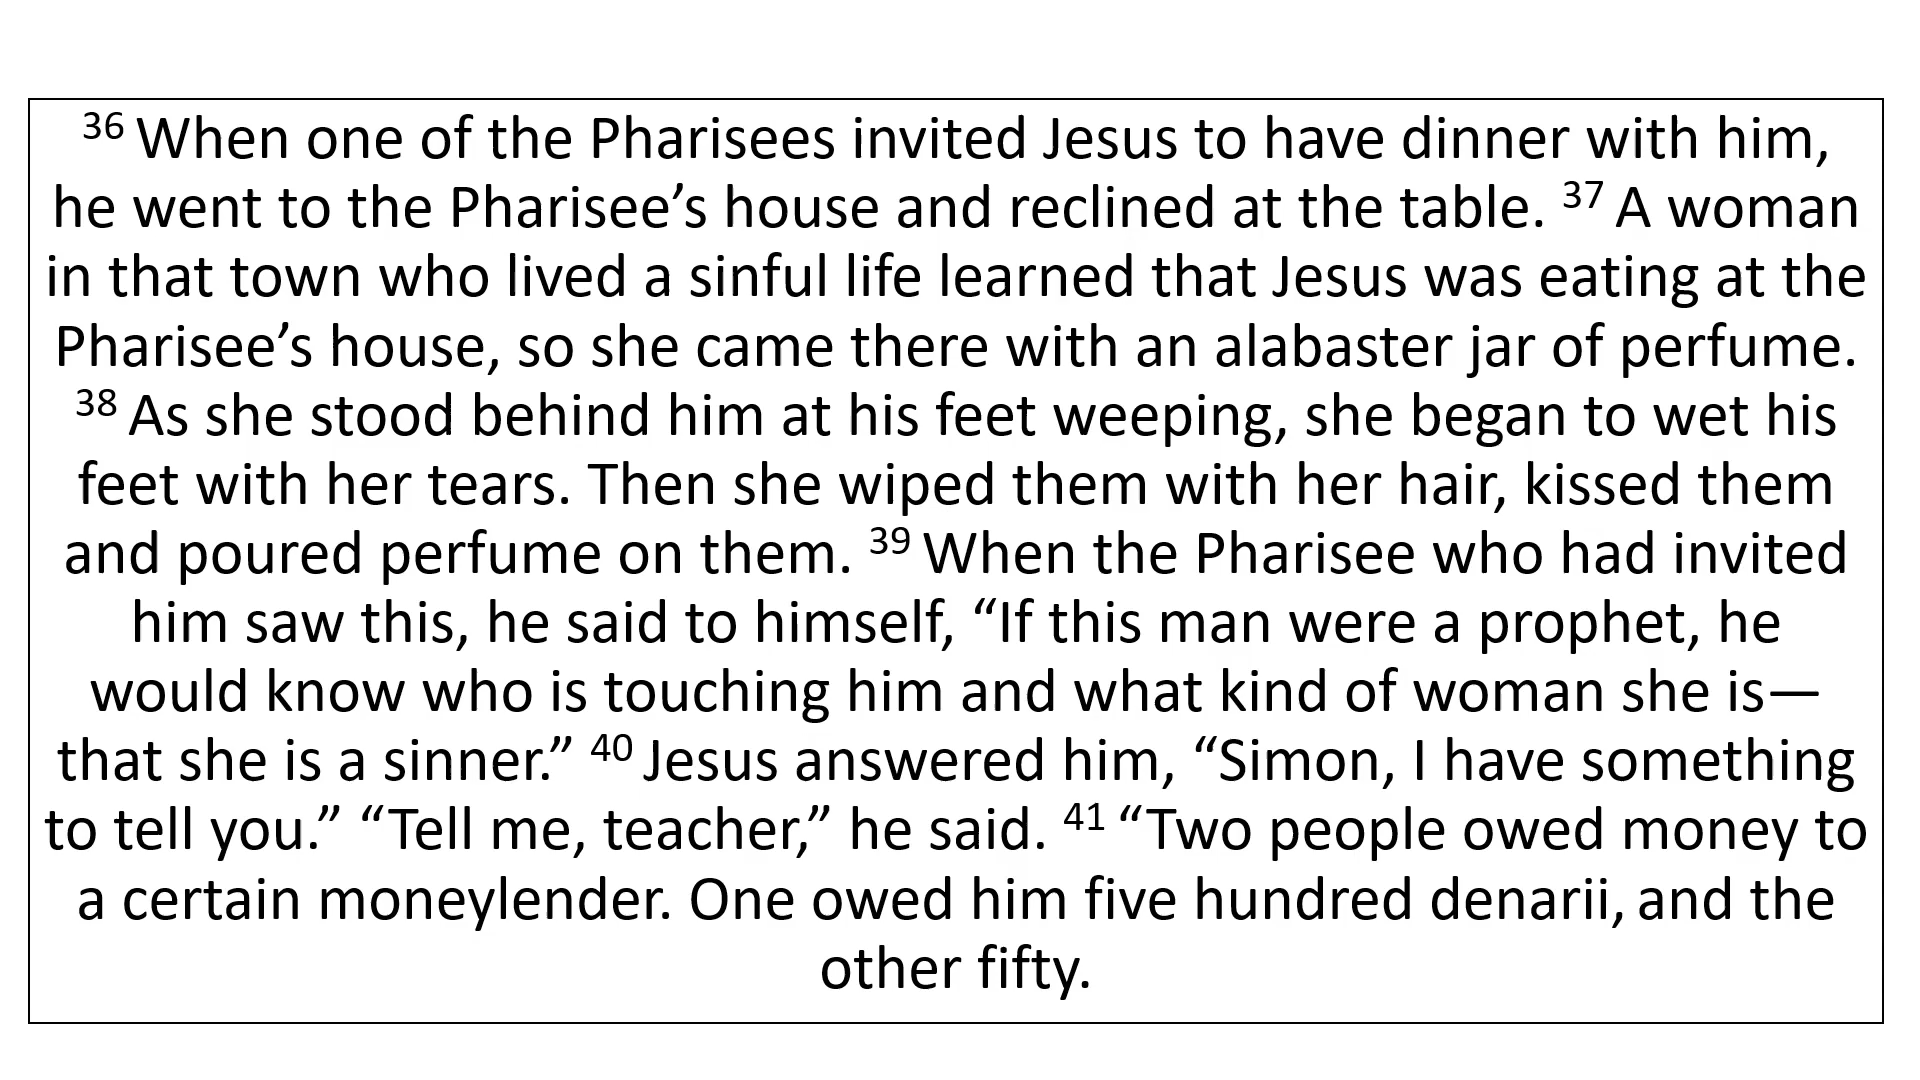 36 When one of the Pharisees invited Jesus to have dinner with him,
he went to the Pharisee’s house and reclined at the table. 37 A woman
in that town who lived a sinful life learned that Jesus was eating at the
Pharisee’s house, so she came there with an alabaster jar of perfume.
38 As she stood behind him at his feet weeping, she began to wet his
feet with her tears. Then she wiped them with her hair, kissed them
and poured perfume on them. 39 When the Pharisee who had invited
him saw this, he said to himself, “If this man were a prophet, he
would know who is touching him and what kind of woman she is—
that she is a sinner.” 40 Jesus answered him, “Simon, I have something
to tell you.” “Tell me, teacher,” he said. 41 “Two people owed money to
a certain moneylender. One owed him five hundred denarii, and the
other fifty.